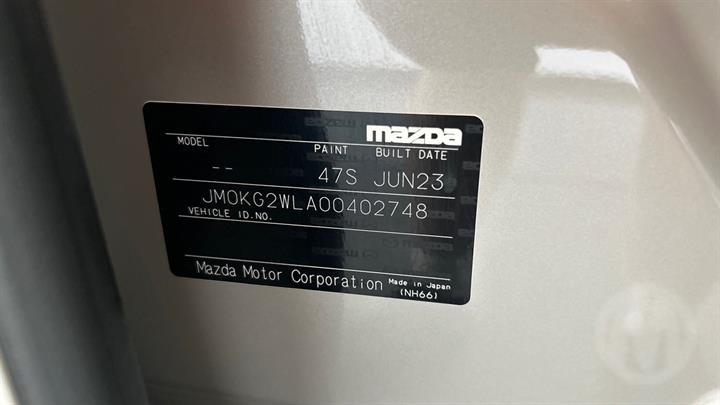 mazda
MODEL PAINT BUILT DATE
-- 47S JUN23
JM0KG2WLA00402748
VEHICLE ID.NO.
Mazda Motor Corporation Made in Japan
(NH66)